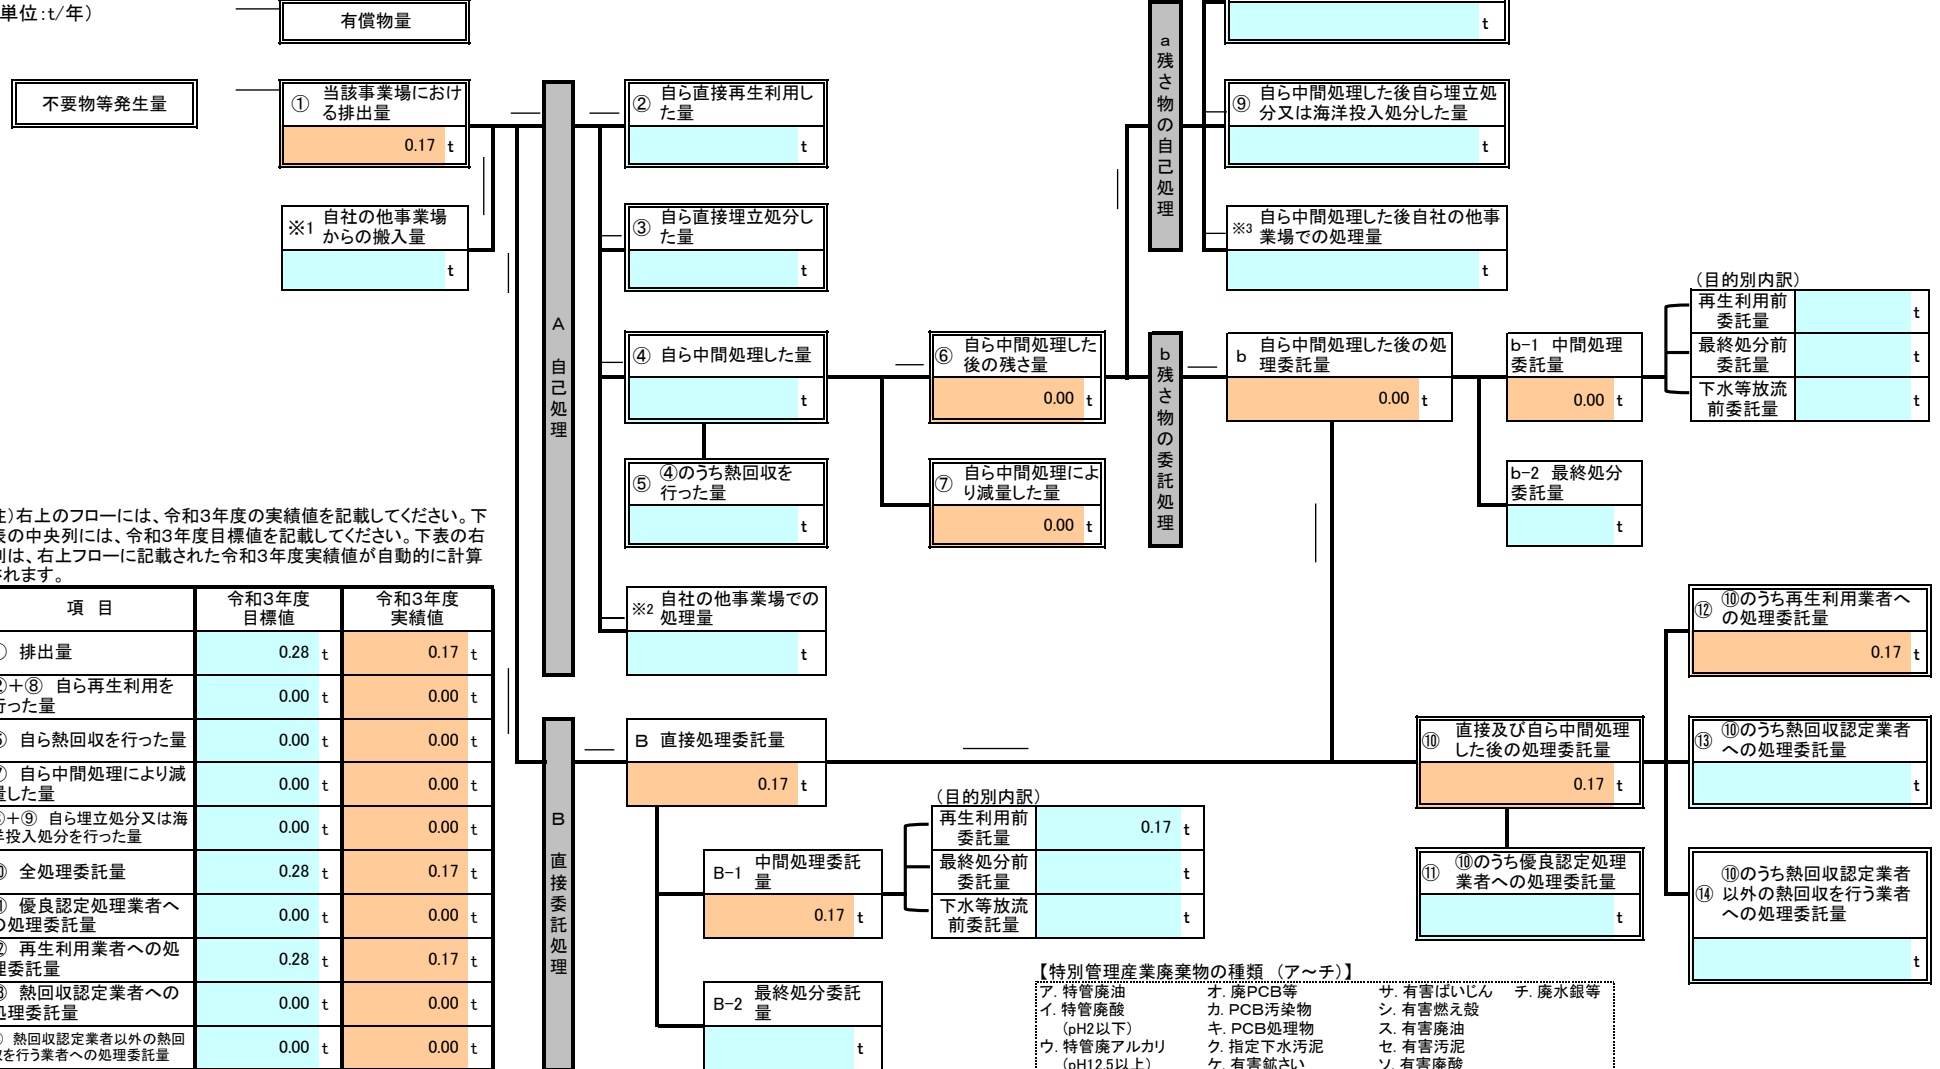 単位:t/年）
有償物量
t
不要物等発生量
① 当該事業場におけ
る排出量
0.17 t
※1 自社の他事業場
からの搬入量
t
A 自己処理
② 自ら直接再生利用し
た量
t
③ 自ら直接埋立処分し
た量
t
④ 自ら中間処理した量
t
⑤ ④のうち熱回収を
行った量
t
※2 自社の他事業場での
処理量
t
⑥ 自ら中間処理した
後の残さ量
0.00 t
⑦ 自ら中間処理によ
り減量した量
0.00 t
a 残さ物の自己処理
⑨ 自ら中間処理した後自ら埋立処
分又は海洋投入処分した量
t
※3 自ら中間処理した後自社の他事
業場での処理量
t
b 残さ物の委託処理
b 自ら中間処理した後の処
理委託量
0.00 t
b-1 中間処理
委託量
0.00 t
b-2 最終処分
委託量
t
（目的別内訳）
再生利用前
委託量
t
最終処分前
委託量
t
下水等放流
前委託量
t
)右上のフローには、令和3年度の実績値を記載してください。下
の中央列には、令和3年度目標値を記載してください。下表の右
は、右上フローに記載された令和3年度実績値が自動的に計算
れます。
項 目 令和3年度
目標値 令和3年度
実績値
排出量 0.28 t 0.17 t
+⑧ 自ら再生利用を
った量 0.00 t 0.00 t
自ら熱回収を行った量 0.00 t 0.00 t
自ら中間処理により減
した量 0.00 t 0.00 t
+⑨ 自ら埋立処分又は海
投入処分を行った量 0.00 t 0.00 t
全処理委託量 0.28 t 0.17 t
優良認定処理業者へ
の処理委託量 0.00 t 0.00 t
再生利用業者への処
理委託量 0.28 t 0.17 t
熱回収認定業者への
処理委託量 0.00 t 0.00 t
熱回収認定業者以外の熱回
収を行う業者への処理委託量 0.00 t 0.00 t
B 直接委託処理
B 直接処理委託量
0.17 t
B-1 中間処理委託
量
0.17 t
B-2 最終処分委託
量
t
（目的別内訳）
再生利用前
委託量
0.17 t
最終処分前
委託量
t
下水等放流
前委託量
t
⑩ 直接及び自ら中間処理
した後の処理委託量
0.17 t
⑪ ⑩のうち優良認定処理
業者への処理委託量
t
⑫ ⑩のうち再生利用業者へ
の処理委託量
0.17 t
⑬ ⑩のうち熱回収認定業者
への処理委託量
t
⑭ ⑩のうち熱回収認定業者
以外の熱回収を行う業者
への処理委託量
t
【特別管理産業廃棄物の種類 （ア～チ）】
ア. 特管廃油 オ. 廃PCB等 サ. 有害ばいじん チ. 廃水銀等
イ. 特管廃酸 カ. PCB汚染物 シ. 有害燃え殻
（pH2以下） キ. PCB処理物 ス. 有害廃油
ウ. 特管廃アルカリ ク. 指定下水汚泥 セ. 有害汚泥
（pH12.5以上） ケ. 有害鉱さい ソ. 有害廃酸